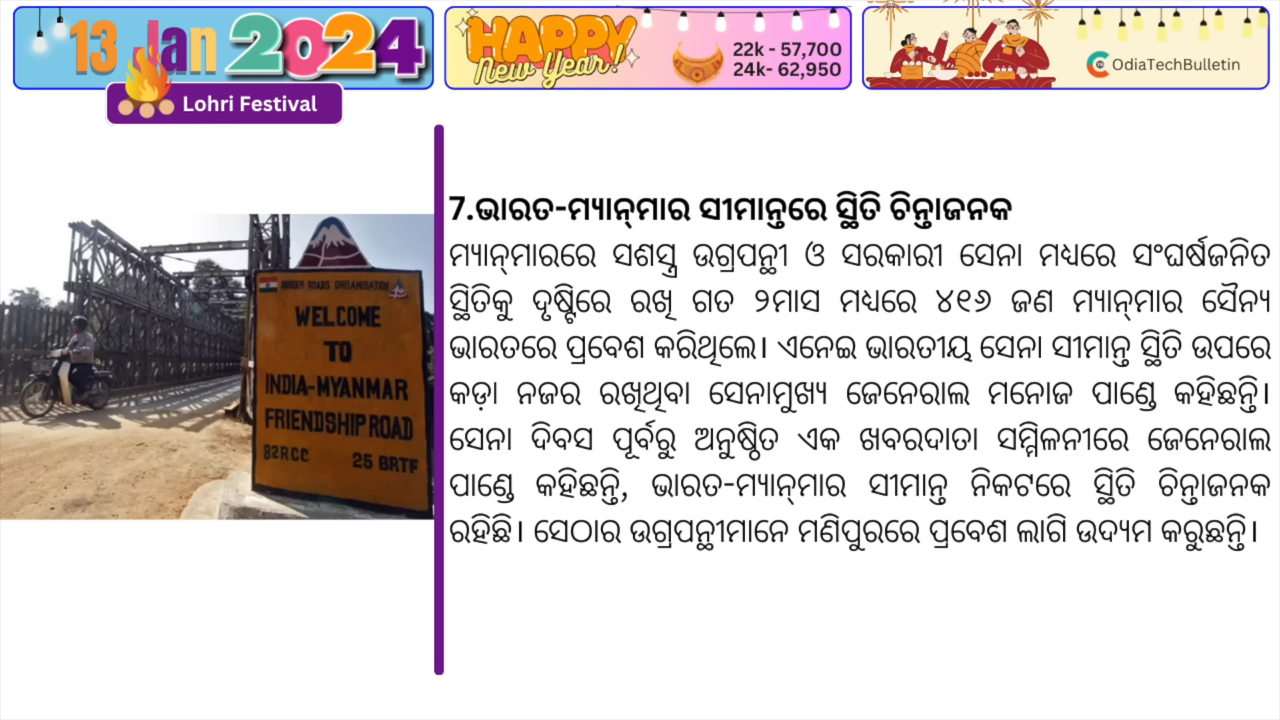 13 Jan 2024
Lohri Festival
HAPPY
New Year!
22k - 57,700
24k- 62,950
OdiaTechBulletin
7.ଭାରତ-ମ୍ୟାନ୍‌ମାର ସୀମାନ୍ତରେ ସ୍ଥିତି ଚିନ୍ତାଜନକ
ମ୍ୟାନ୍‌ମାରରେ ସଶସ୍ତ୍ର ଉଗ୍ରପନ୍ଥୀ ଓ ସରକାରୀ ସେନା ମଧ୍ୟରେ ସଂଘର୍ଷଜନିତ
ସ୍ଥିତିକୁ ଦୃଷ୍ଟିରେ ରଖି ଗତ ୨ମାସ ମଧ୍ୟରେ ୪୧୬ ଜଣ ମ୍ୟାନ୍‌ମାର ସୈନ୍ୟ
ଭାରତରେ ପ୍ରବେଶ କରିଥିଲେ। ଏନେଇ ଭାରତୀୟ ସେନା ସୀମାନ୍ତ ସ୍ଥିତି ଉପରେ
କଡ଼ା ନଜର ରଖିଥିବା ସେନାମୁଖ୍ୟ ଜେନେରାଲ ମନୋଜ ପାଣ୍ଡେ କହିଛନ୍ତି।
ସେନା ଦିବସ ପୂର୍ବରୁ ଅନୁଷ୍ଠିତ ଏକ ଖବରଦାତା ସମ୍ମିଳନୀରେ ଜେନେରାଲ
ପାଣ୍ଡେ କହିଛନ୍ତି, ଭାରତ-ମ୍ୟାନ୍‌ମାର ସୀମାନ୍ତ ନିକଟରେ ସ୍ଥିତି ଚିନ୍ତାଜନକ
ରହିଛି। ସେଠାର ଉଗ୍ରପନ୍ଥୀମାନେ ମଣିପୁରରେ ପ୍ରବେଶ ଲାଗି ଉଦ୍ୟମ କରୁଛନ୍ତି।
BORDER ROADS ORGANISATION
WELCOME
TO
INDIA-MYANMAR
FRIENDSHIP ROAD
82RCC 25 BRTF